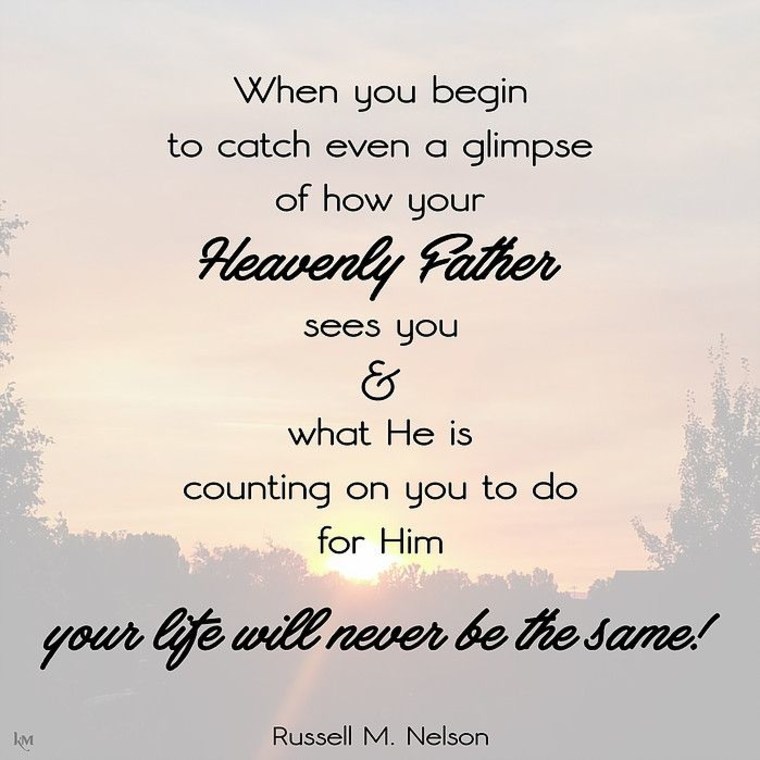 When you begin
to catch even a glimpse
of how your
Heavenly Father
sees you
&
what He is
counting on you to do
for Him
your life will never be the same!
Russell M. Nelson
kM